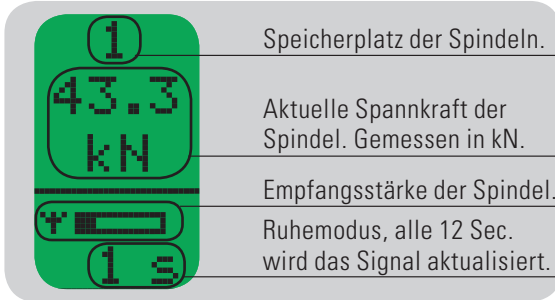 1
Speicherplatz der Spindeln.
43.3
kN
Aktuelle Spannkraft der
Spindel. Gemessen in kN.
Empfangsstärke der Spindel.
Ruhemodus, alle 12 Sec.
wird das Signal aktualisiert.
1 s